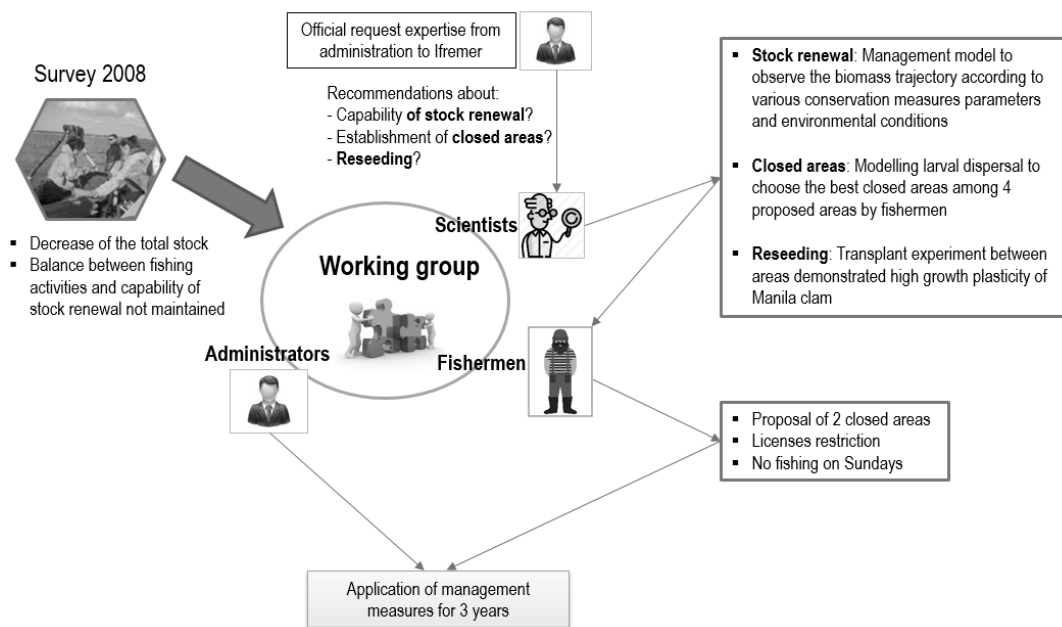 Official request expertise from
administration to Ifremer
Survey 2008
Recommendations about:
- Capability of stock renewal?
- Establishment of closed areas?
- Reseeding?
▪ Decrease of the total stock
▪ Balance between fishing
activities and capability of
stock renewal not maintained
Scientists
Working group
Administrators
Fishermen
▪ Stock renewal: Management model to
observe the biomass trajectory according to
various conservation measures parameters
and environmental conditions
▪ Closed areas: Modelling larval dispersal to
choose the best closed areas among 4
proposed areas by fishermen
▪ Reseeding: Transplant experiment between
areas demonstrated high growth plasticity of
Manila clam
▪ Proposal of 2 closed areas
▪ Licenses restriction
▪ No fishing on Sundays
Application of management
measures for 3 years